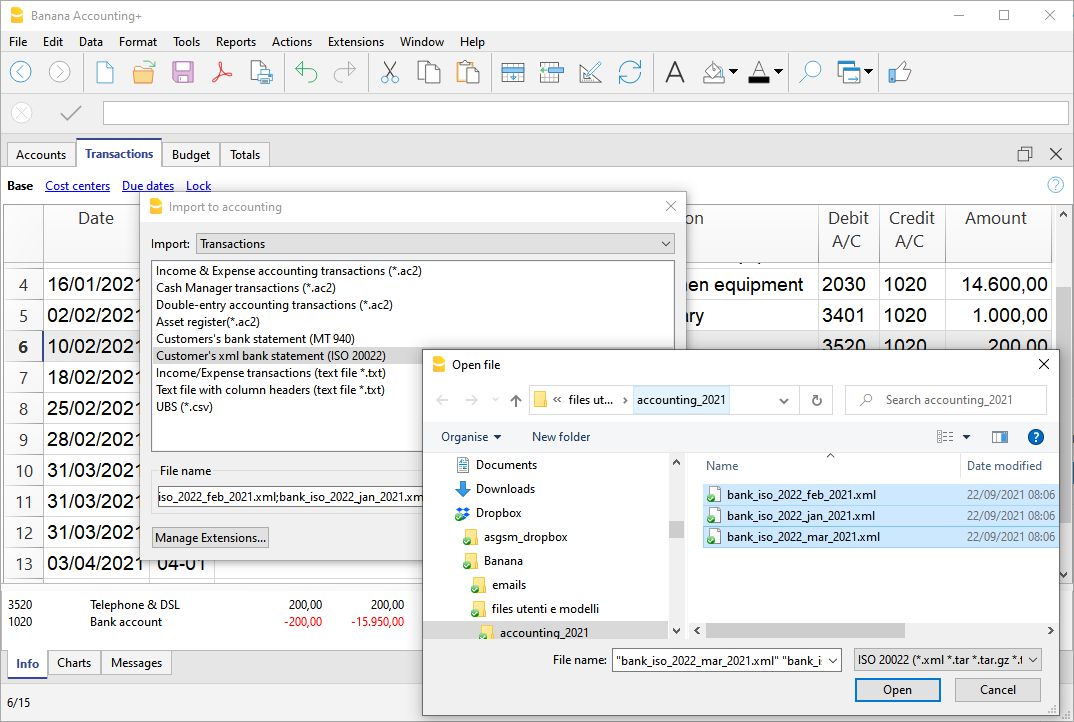 Banana Accounting+
File Edit Data Format Tools Reports Actions Extensions Window Help
Accounts Transactions Budget Totals
Base Cost centers Due dates Lock
Date
Debit A/C
Credit A/C
Amount
4 16/01/2021 equipment 2030 1020 14.600,00
5 02/02/2021 3401 1020 1.000,00
6 10/02/2021 3520 1020 200,00
7 18/02/2021
8 25/02/2021
9 28/02/2021
10 31/03/2021
11 31/03/2021
12 31/03/2021
13 03/04/2021 04-01
Import to accounting
Import: Transactions
Income & Expense accounting transactions (*.ac2)
Cash Manager transactions (*.ac2)
Double-entry accounting transactions (*.ac2)
Asset register(*.ac2)
Customers's bank statement (MT 940)
Customer's xml bank statement (ISO 20022)
Income/Expense transactions (text file *.txt)
Text file with column headers (text file *.txt)
UBS (*.csv)
File name
iso_2022_feb_2021.xml;bank_iso_2022_jan_2021.xm
Manage Extensions...
Open file
« files ut... › accounting_2021
Search accounting_2021
Organise New folder
Documents
Downloads
Dropbox
asgsm_dropbox
Banana
emails
files utenti e modelli
accounting_2021
Name Date modified
bank_iso_2022_feb_2021.xml 22/09/2021 08:06
bank_iso_2022_jan_2021.xml 22/09/2021 08:06
bank_iso_2022_mar_2021.xml 22/09/2021 08:06
File name: "bank_iso_2022_mar_2021.xml" "bank_i:
ISO 20022 (*.xml *.tar *.tar.gz *.t
Open Cancel
3520 Telephone & DSL 200,00 200,00
1020 Bank account -200,00 -15.950,00
Info Charts Messages
6/15